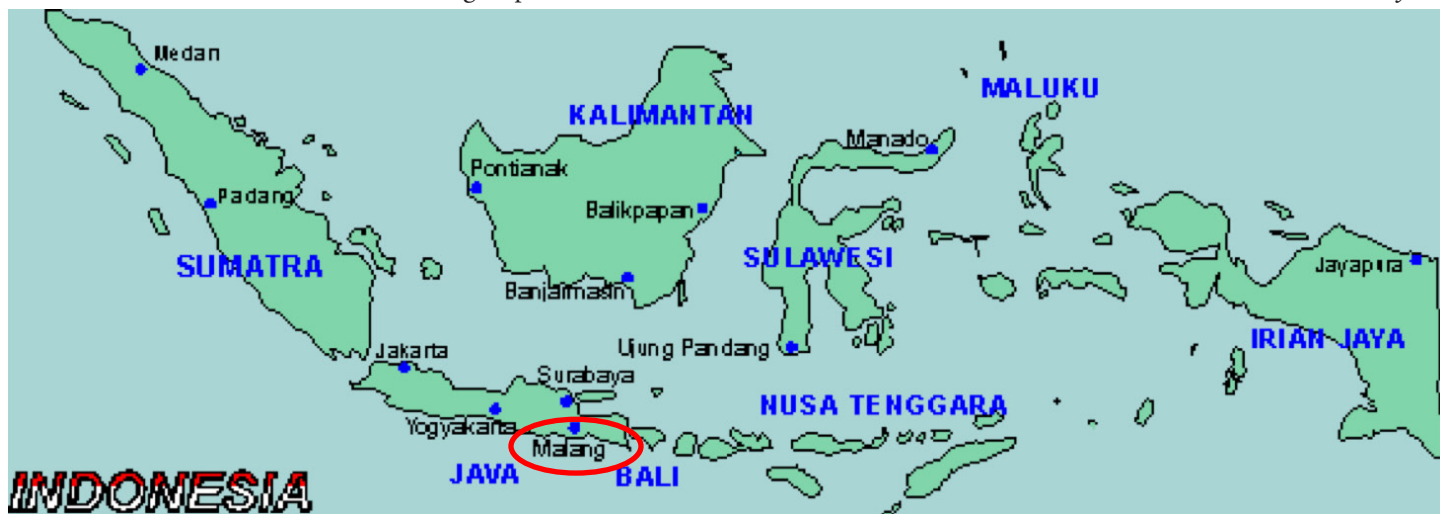 Medan
MALUKU
KALIMANTAN
Manado
Pontianak
Padang
Balikpapan
SUMATRA
SULAWESI
Jayapura
Banjarmasin
IRIAN JAYA
Jakarta
Ujung Pandang
Surabaya
NUSA TENGGARA
Yogyakarta
Malang
JAVA
BALI
INDONESIA